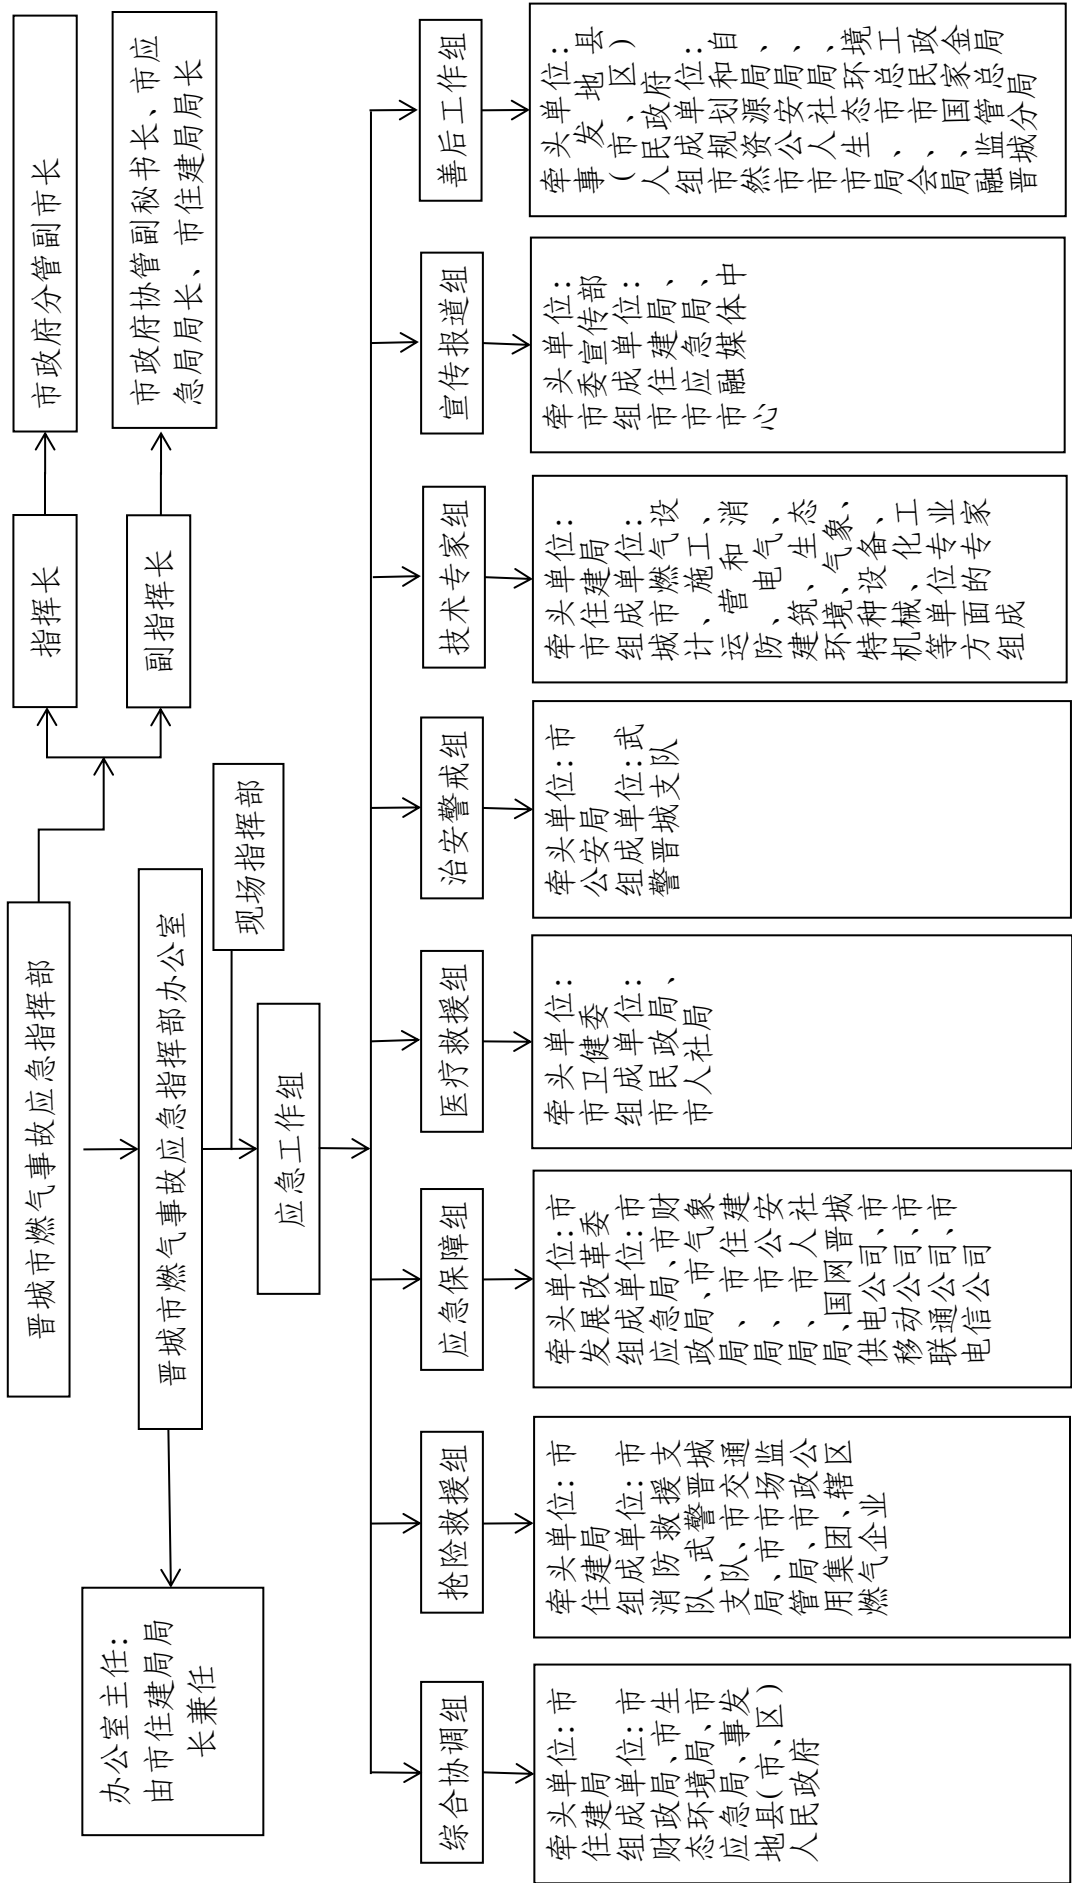 晋城市燃气事故应急指挥部
指挥长
市政府分管副市长
副指挥长
市政府协管副秘书长、市应
急局局长、市住建局局长
晋城市燃气事故应急指挥部办公室
办公室主任：
由市住建局局
长兼任
现场指挥部
应急工作组
综合协调组
牵头单位：市
住建局
组成单位：市
财政局、市生
态环境局、市
应急局、事发
地县（市、区）
人民政府
抢险救援组
牵头单位：市
住建局
组成单位：市
消防救援支
队、武警晋城
支队、市交通
局、市市场监
管局、市政公
用集团、辖区
燃气企业
应急保障组
牵头单位：市
发展改革委
组成单位：市
应急局、市财
政局、市气象
局、市住建
局、市公安
局、市人社
局、国网晋城
供电公司、市
移动公司、市
联通公司、市
电信公司
医疗救援组
牵头单位：
市卫健委
组成单位：
市民政局、
市人社局
治安警戒组
牵头单位：市
公安局
组成单位：武
警晋城支队
技术专家组
牵头单位：
市住建局
组成单位：
城市燃气设
计、施工、
运营和消
防、电气、
建筑、生态
环境、气象、
特种设备、
机械、化工
等单位专业
方面的专家
组成
宣传报道组
牵头单位：
市委宣传部
组成单位：
市住建局、
市应急局、
市融媒体中
心
善后工作组
牵头单位：
事发地县
（市、区）
人民政府
组成单位：
市规划和自
然资源局、
市公安局、
市人社局、
市生态环境
局、市总工
会、市民政
局、国家金
融监管总局
晋城分局